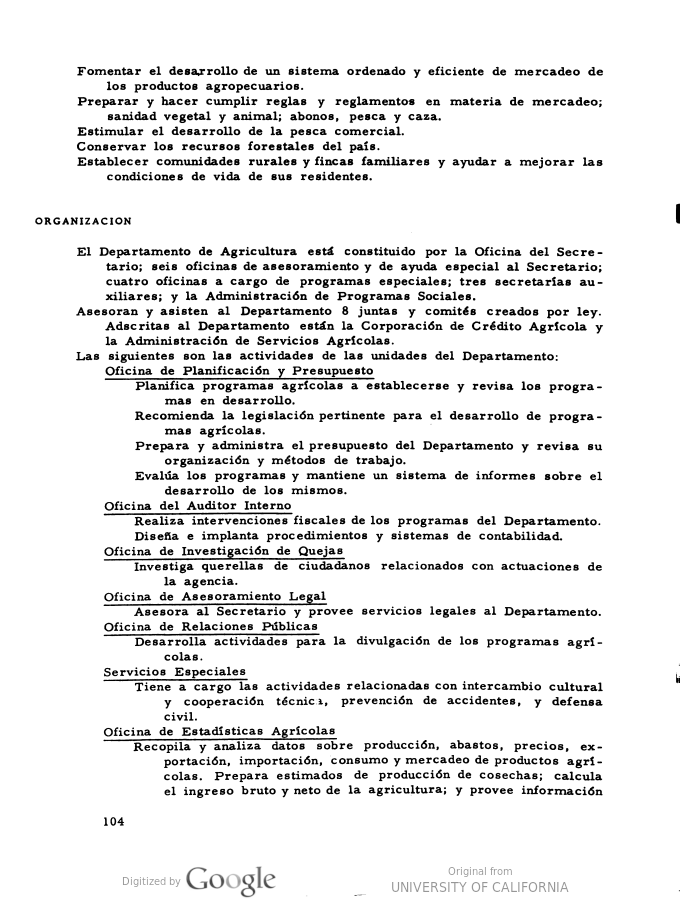 Fomentar el desarrollo de un sistema ordenado y eficiente de mercadeo de
los productos agropecuarios.
Preparar y hacer cumplir reglas y reglamentos en materia de mercadeo;
sanidad vegetal y animal; abonos, pesca y caza.
Estimular el desarrollo de la pesca comercial.
Conservar los recursos forestales del país.
Establecer comunidades rurales y fincas familiares y ayudar a mejorar las
condiciones de vida de sus residentes.
ORGANIZACION
El Departamento de Agricultura está constituido por la Oficina del Secre-
tario; seis oficinas de asesoramiento y de ayuda especial al Secretario;
cuatro oficinas a cargo de programas especiales; tres secretarías au-
xiliares; y la Administración de Programas Sociales.
Asesoran y asisten al Departamento 8 juntas y comités creados por ley.
Adscritas al Departamento están la Corporación de Crédito Agrícola y
la Administración de Servicios Agrícolas.
Las siguientes son las actividades de las unidades del Departamento:
Oficina de Planificación y Presupuesto
Planifica programas agrícolas a establecerse y revisa los progra-
mas en desarrollo.
Recomienda la legislación pertinente para el desarrollo de progra-
mas agrícolas.
Prepara y administra el presupuesto del Departamento y revisa su
organización y métodos de trabajo.
Evalúa los programas y mantiene un sistema de informes sobre el
desarrollo de los mismos.
Oficina del Auditor Interno
Realiza intervenciones fiscales de los programas del Departamento.
Diseña e implanta procedimientos y sistemas de contabilidad.
Oficina de Investigación de Quejas
Investiga querellas de ciudadanos relacionados con actuaciones de
la agencia.
Oficina de Asesoramiento Legal
Asesora al Secretario y provee servicios legales al Departamento.
Oficina de Relaciones Públicas
Desarrolla actividades para la divulgación de los programas agrí-
colas.
Servicios Especiales
Tiene a cargo las actividades relacionadas con intercambio cultural
y cooperación técnica, prevención de accidentes, y defensa
civil.
Oficina de Estadísticas Agrícolas
Recopila y analiza datos sobre producción, abastos, precios, ex-
portación, importación, consumo y mercadeo de productos agrí-
colas. Prepara estimados de producción de cosechas; calcula
el ingreso bruto y neto de la agricultura; y provee información
104
Digitized by Google
Original from
UNIVERSITY OF CALIFORNIA